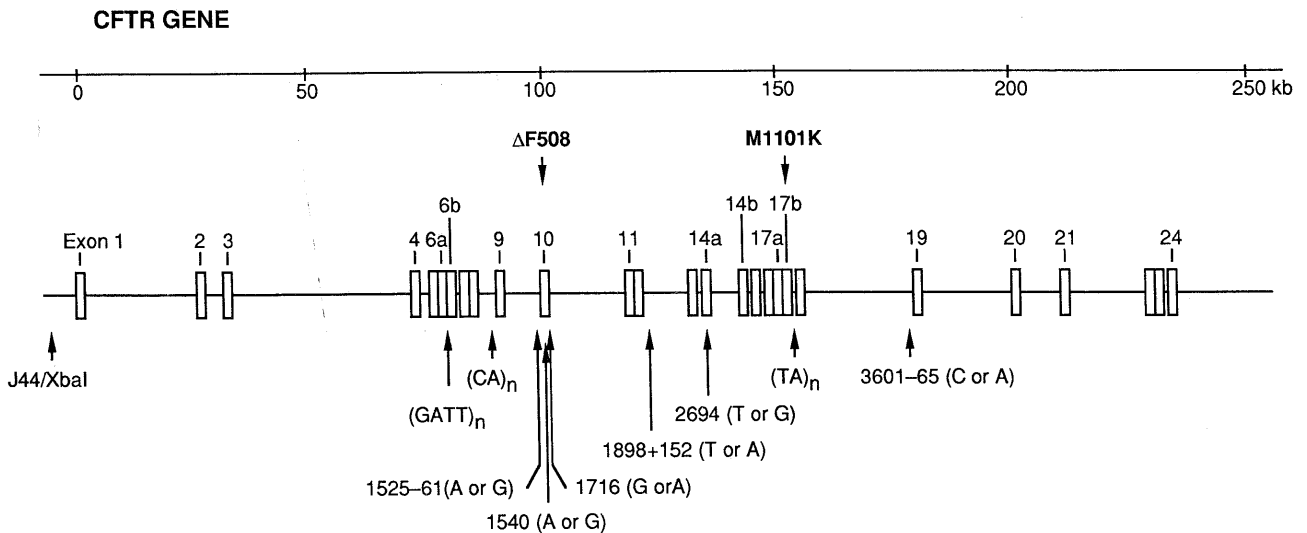 CFTR GENE
0 50 100 150 200 250 kb
ΔF508 M1101K
6b 14b 17b
Exon 1 2 3 4 6a 9 10 11 14a 17a 19 20 21 24
J44/XbaI (CA)n (TA)n 3601–65 (C or A)
(GATT)n 2694 (T or G)
1898+152 (T or A)
1525–61(A or G) 1716 (G orA)
1540 (A or G)